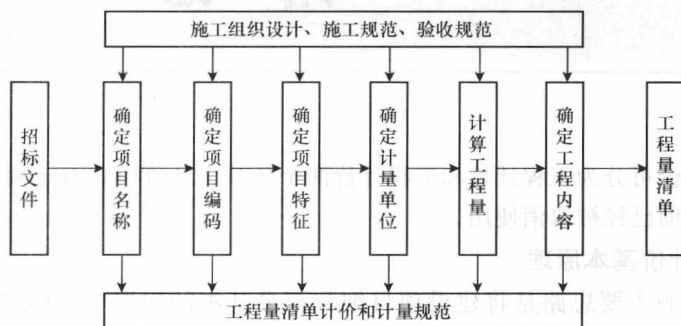 施工组织设计、施工规范、验收规范
招标文件
确定项目名称
确定项目编码
确定项目特征
确定计量单位
计算工程量
确定工程内容
工程量清单
工程量清单计价和计量规范